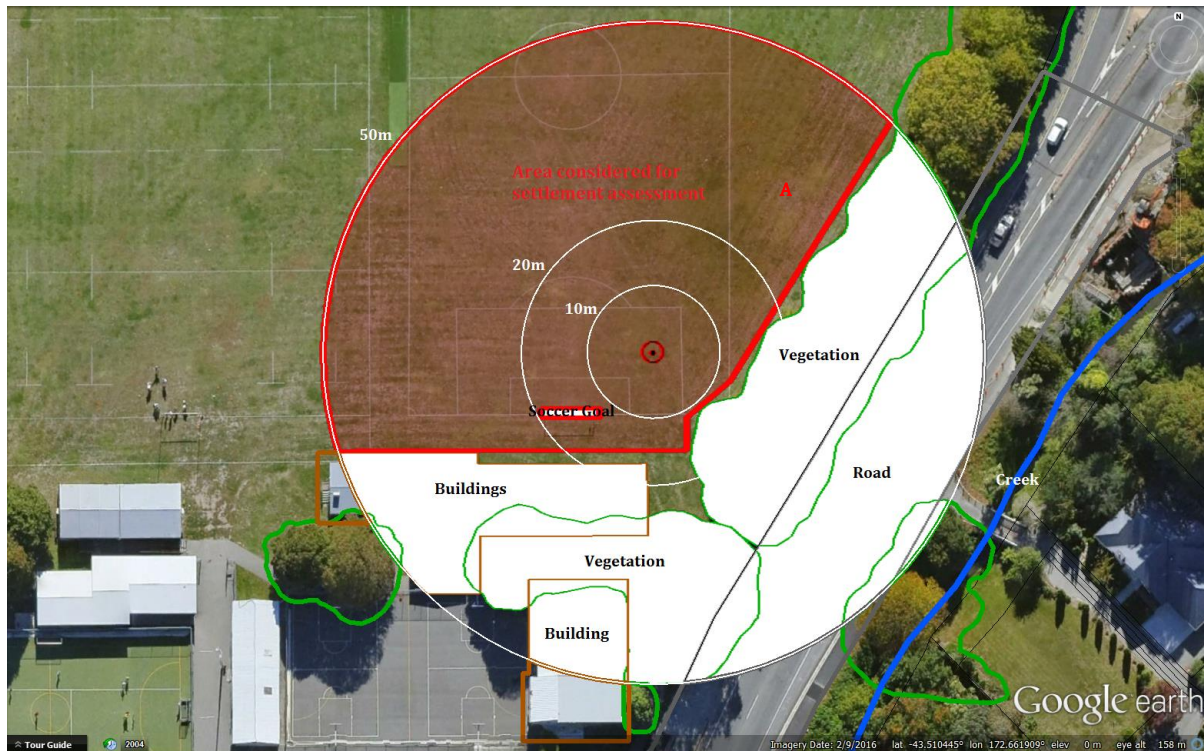 N
50m
Area considered for
settlement assessment
A
20m
10m
Vegetation
Soccer Goal
Road
Creek
Buildings
Vegetation
Building
Google earth
Tour Guide
2004
Imagery Date: 2/9/2016 lat -43.510445° lon 172.661909° elev 0 m eye alt 158 m